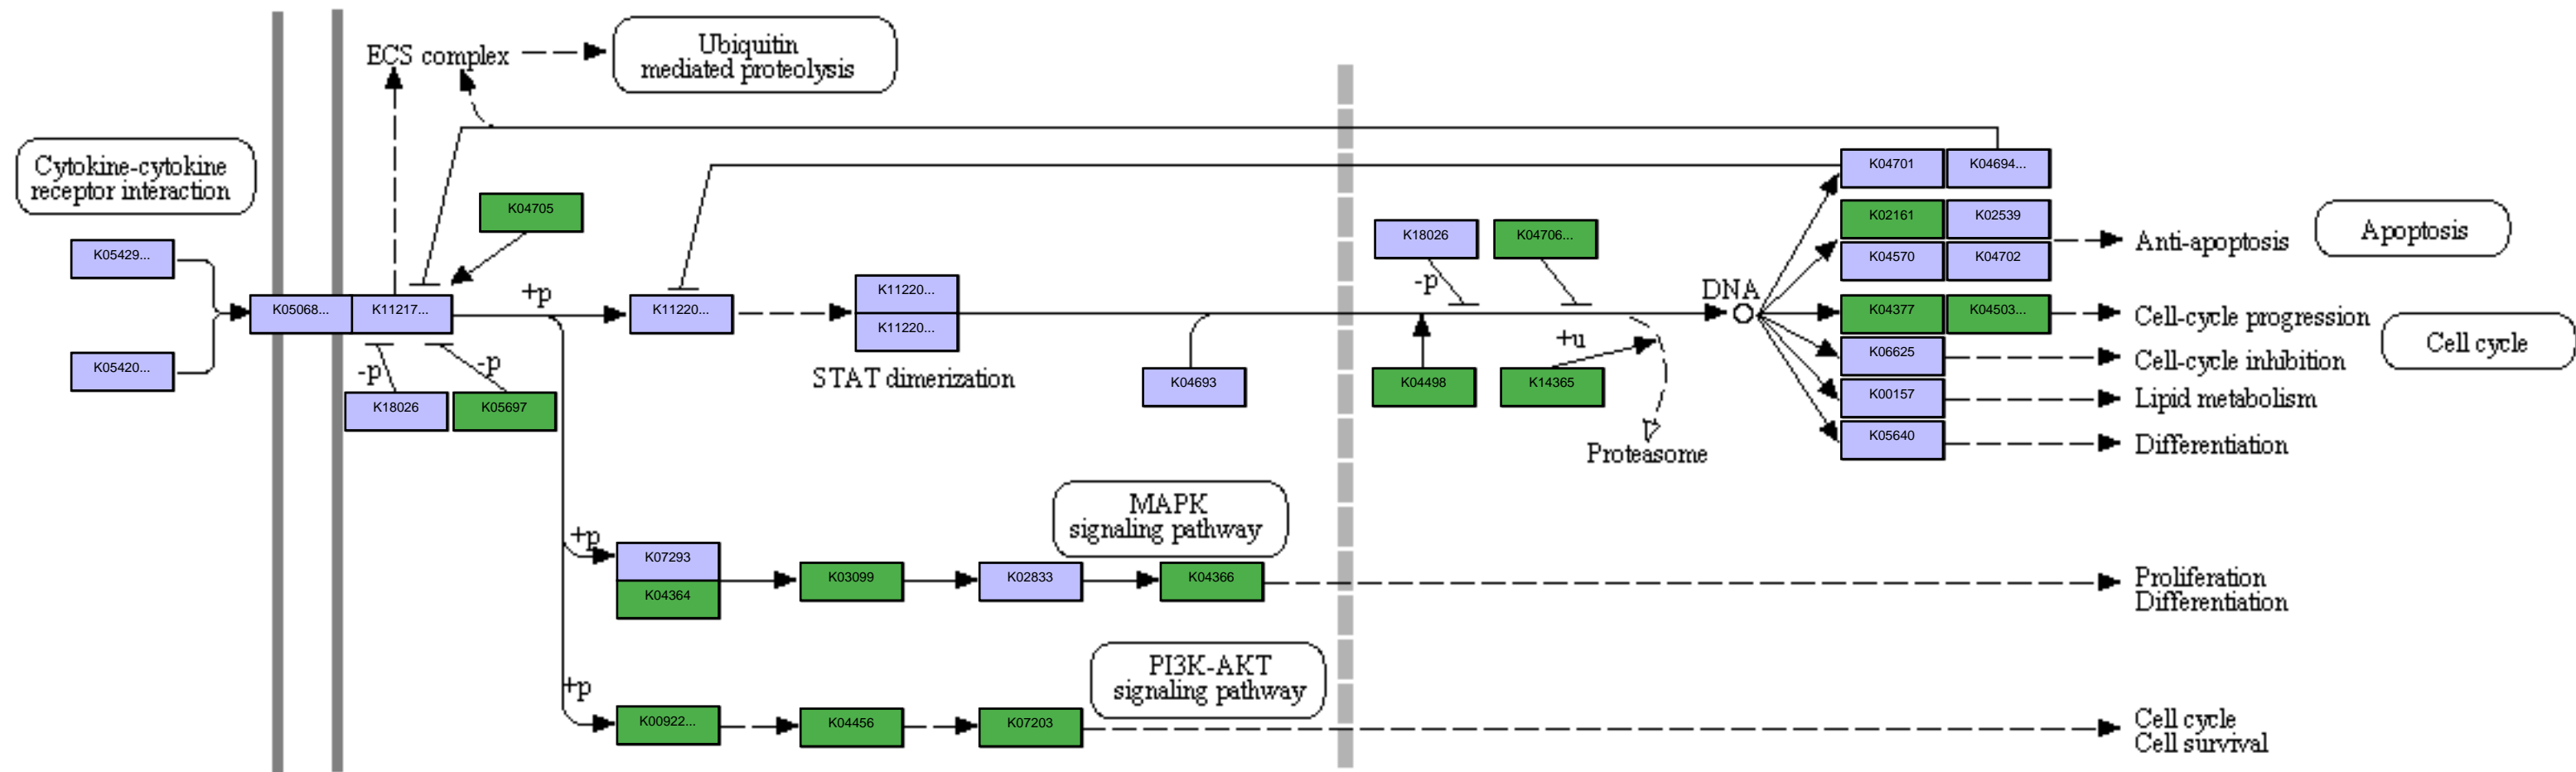 ECS complex
Ubiquitin
mediated proteolysis
Cytokine-cytokine
receptor interaction
K04705
K05429...
K05420...
K05068...
K11217...
+p
K11220...
K11220...
K11220...
STAT dimerization
-p
-p
K18026
K05697
K04693
K18026
K04706...
-p
K04498
+u
K14365
Proteasome
DNA
K04701
K04694...
K02161
K02539
K04570
K04702
Anti-apoptosis
Apoptosis
K04377
K04503...
Cell-cycle progression
Cell cycle
K06625
Cell-cycle inhibition
K00157
Lipid metabolism
K05640
Differentiation
MAPK
signaling pathway
+p
K07293
K04364
K03099
K02833
K04366
Proliferation
Differentiation
PI3K-AKT
signaling pathway
+p
K00922...
K04456
K07203
Cell cycle
Cell survival